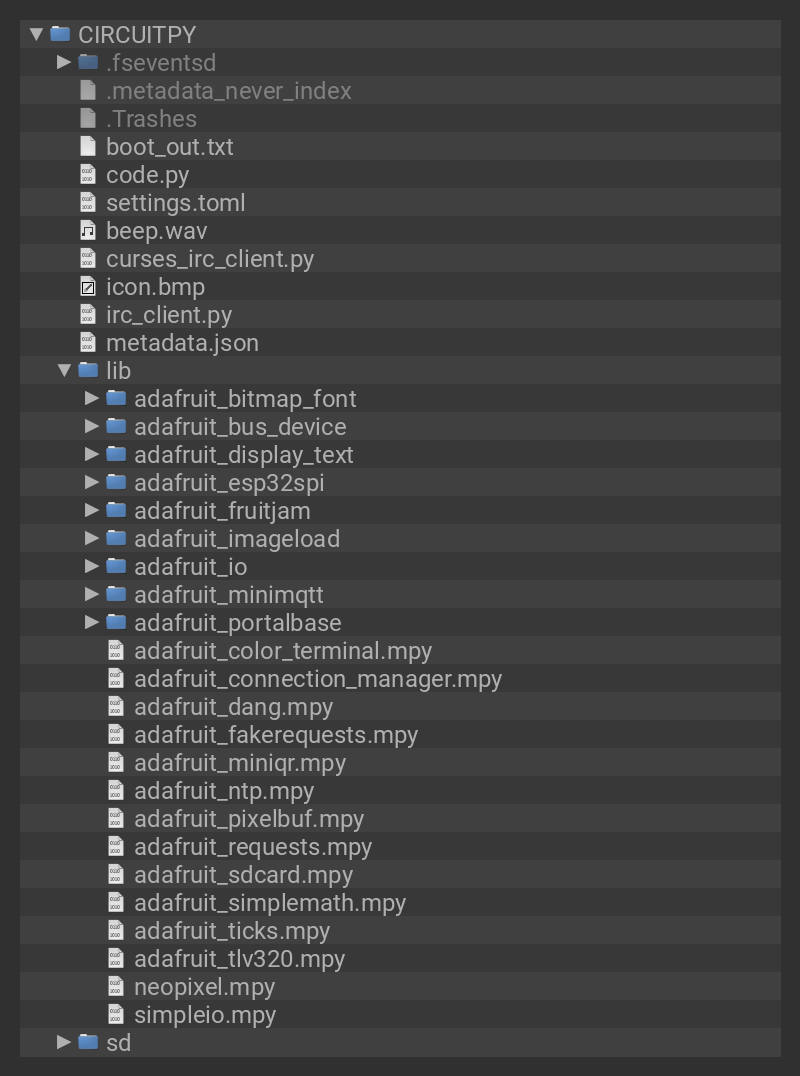 CIRCUITPY
.fseventsd
.metadata_never_index
.Trashes
boot_out.txt
code.py
settings.toml
beep.wav
curses_irc_client.py
icon.bmp
irc_client.py
metadata.json
lib
adafruit_bitmap_font
adafruit_bus_device
adafruit_display_text
adafruit_esp32spi
adafruit_fruitjam
adafruit_imageload
adafruit_io
adafruit_minimqtt
adafruit_portalbase
adafruit_color_terminal.mpy
adafruit_connection_manager.mpy
adafruit_dang.mpy
adafruit_fakerequests.mpy
adafruit_miniqr.mpy
adafruit_ntp.mpy
adafruit_pixelbuf.mpy
adafruit_requests.mpy
adafruit_sdcard.mpy
adafruit_simplemath.mpy
adafruit_ticks.mpy
adafruit_tlv320.mpy
neopixel.mpy
simpleio.mpy
sd